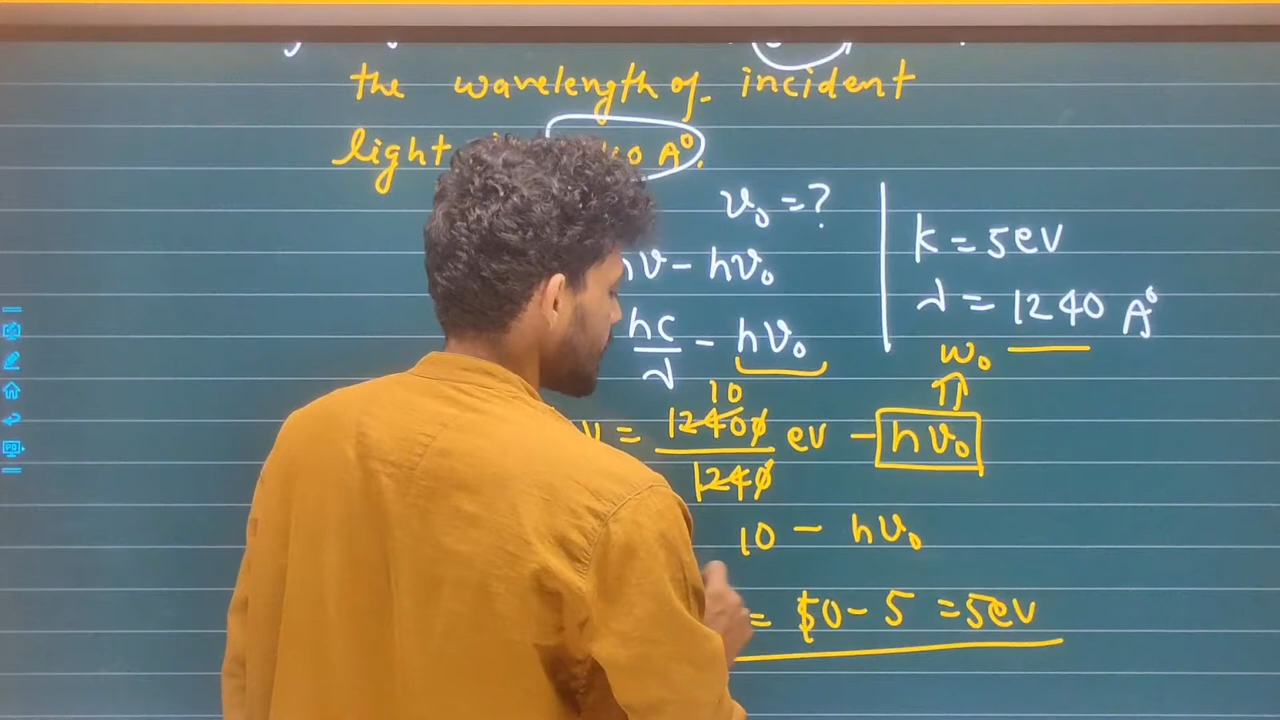 the wavelength of incident
light A°.
ν₀ = ?
hν - hν₀
K = 5ev
hc/λ - hν₀
λ = 1240 A°
w₀
10
= 12400/1240 ev - hν₀
10 - hν₀
= 10 - 5 = 5ev